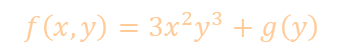 f(x,y) = 3x²y³ + g(y)